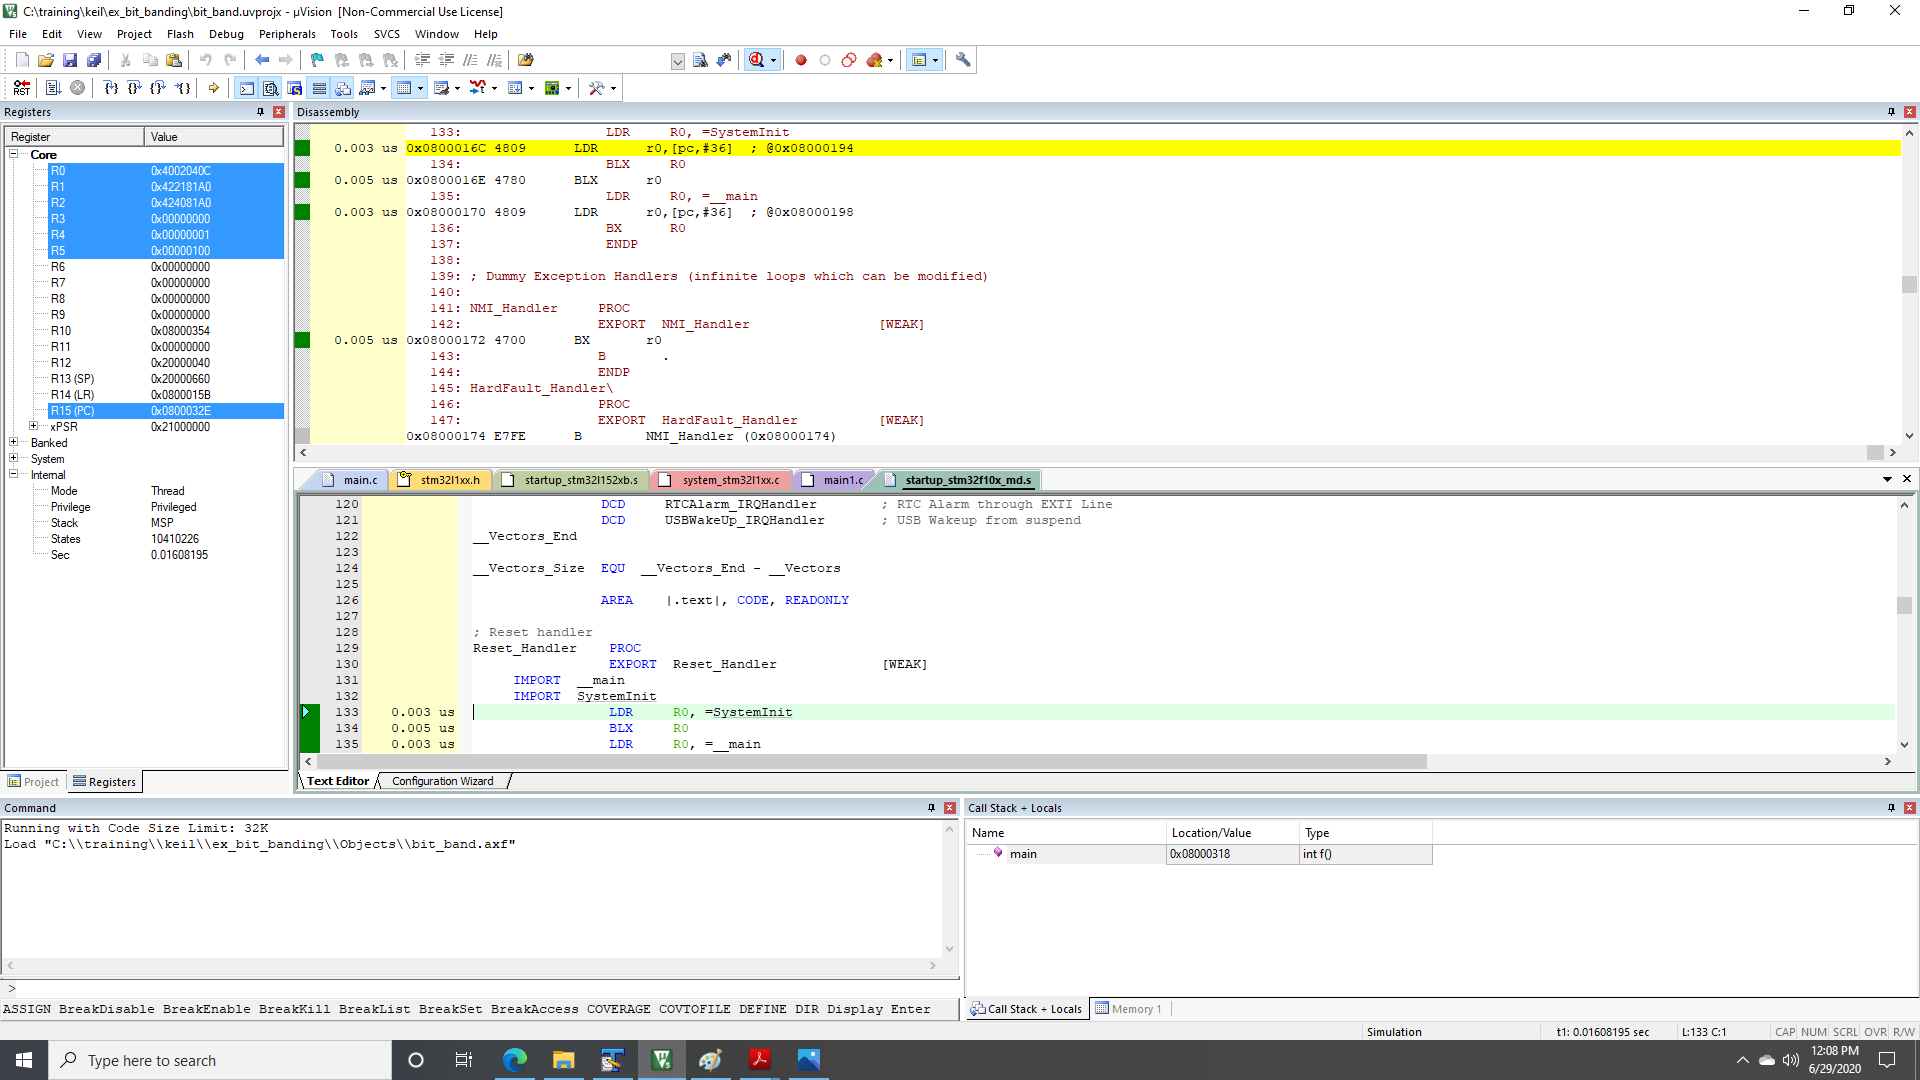 C:\training\keil\ex_bit_banding\bit_band.uvprojx - µVision [Non-Commercial Use License]
File Edit View Project Flash Debug Peripherals Tools SVCS Window Help
Registers
Register Value
Core
R0 0x4002040C
R1 0x422181A0
R2 0x424081A0
R3 0x00000000
R4 0x00000001
R5 0x00000100
R6 0x00000000
R7 0x00000000
R8 0x00000000
R9 0x00000000
R10 0x08000354
R11 0x00000000
R12 0x20000040
R13 (SP) 0x20000660
R14 (LR) 0x0800015B
R15 (PC) 0x0800032E
xPSR 0x21000000
Banked
System
Internal
Mode Thread
Privilege Privileged
Stack MSP
States 10410226
Sec 0.01608195
Project Registers
Disassembly
133: LDR R0, =SystemInit
0.003 us 0x0800016C 4809 LDR r0,[pc,#36] ; @0x08000194
134: BLX R0
0.005 us 0x0800016E 4780 BLX r0
135: LDR R0, =__main
0.003 us 0x08000170 4809 LDR r0,[pc,#36] ; @0x08000198
136: BX R0
137: ENDP
138:
139: ; Dummy Exception Handlers (infinite loops which can be modified)
140:
141: NMI_Handler PROC
142: EXPORT NMI_Handler [WEAK]
0.005 us 0x08000172 4700 BX r0
143: B .
144: ENDP
145: HardFault_Handler\
146: PROC
147: EXPORT HardFault_Handler [WEAK]
0x08000174 E7FE B NMI_Handler (0x08000174)
main.c stm32l1xx.h startup_stm32l152xb.s system_stm32l1xx.c main1.c startup_stm32f10x_md.s
120 DCD RTCAlarm_IRQHandler ; RTC Alarm through EXTI Line
121 DCD USBWakeUp_IRQHandler ; USB Wakeup from suspend
122 __Vectors_End
123
124 __Vectors_Size EQU __Vectors_End - __Vectors
125
126 AREA |.text|, CODE, READONLY
127
128 ; Reset handler
129 Reset_Handler PROC
130 EXPORT Reset_Handler [WEAK]
131 IMPORT __main
132 IMPORT SystemInit
133 0.003 us LDR R0, =SystemInit
134 0.005 us BLX R0
135 0.003 us LDR R0, =__main
Text Editor Configuration Wizard
Command
Running with Code Size Limit: 32K
Load "C:\\training\\keil\\ex_bit_banding\\Objects\\bit_band.axf"
>
ASSIGN BreakDisable BreakEnable BreakKill BreakList BreakSet BreakAccess COVERAGE COVTOFILE DEFINE DIR Display Enter
Call Stack + Locals
Name Location/Value Type
main 0x08000318 int f()
Call Stack + Locals Memory 1
Simulation t1: 0.01608195 sec L:133 C:1 CAP NUM SCRL OVR R/W
Type here to search
12:08 PM
6/29/2020